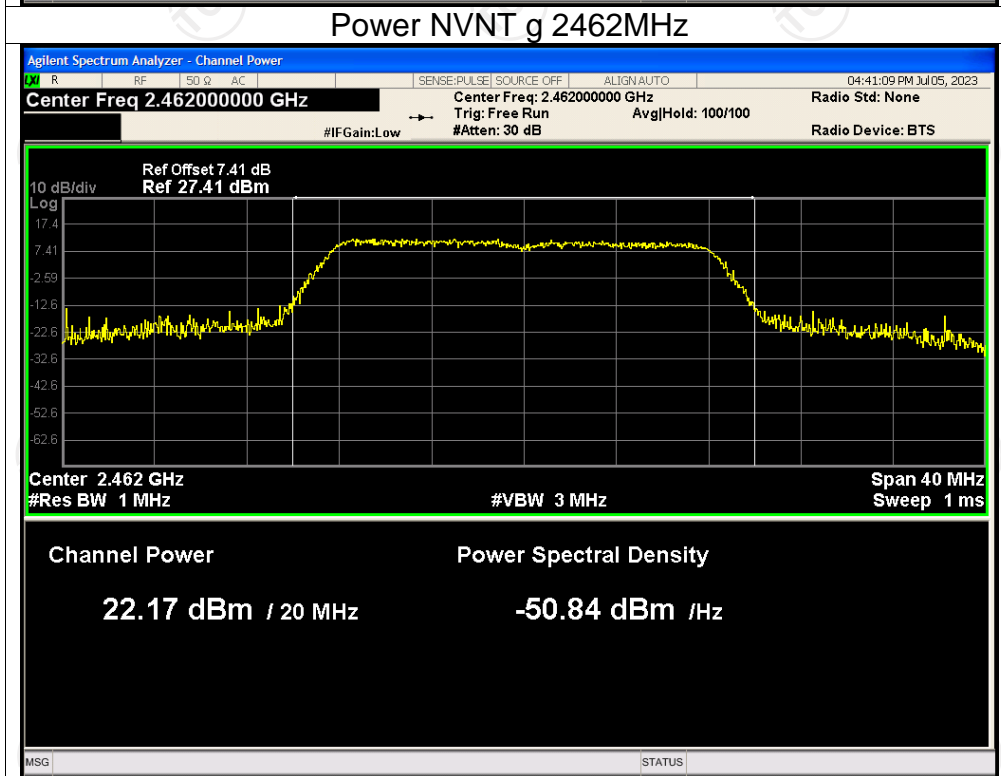 Power NVNT g 2462MHz
Agilent Spectrum Analyzer - Channel Power
LXI R RF 50 Ω AC SENSE:PULSE SOURCE OFF ALIGN AUTO 04:41:09 PM Jul 05, 2023
Center Freq 2.462000000 GHz Center Freq: 2.462000000 GHz Radio Std: None
Trig: Free Run Avg|Hold: 100/100
#IFGain:Low #Atten: 30 dB Radio Device: BTS
Ref Offset 7.41 dB
10 dB/div Ref 27.41 dBm
Log
17.4
7.41
-2.59
-12.6
-22.6
-32.6
-42.6
-52.6
-62.6
Center 2.462 GHz Span 40 MHz
#Res BW 1 MHz #VBW 3 MHz Sweep 1 ms
Channel Power Power Spectral Density
22.17 dBm / 20 MHz -50.84 dBm /Hz
MSG STATUS